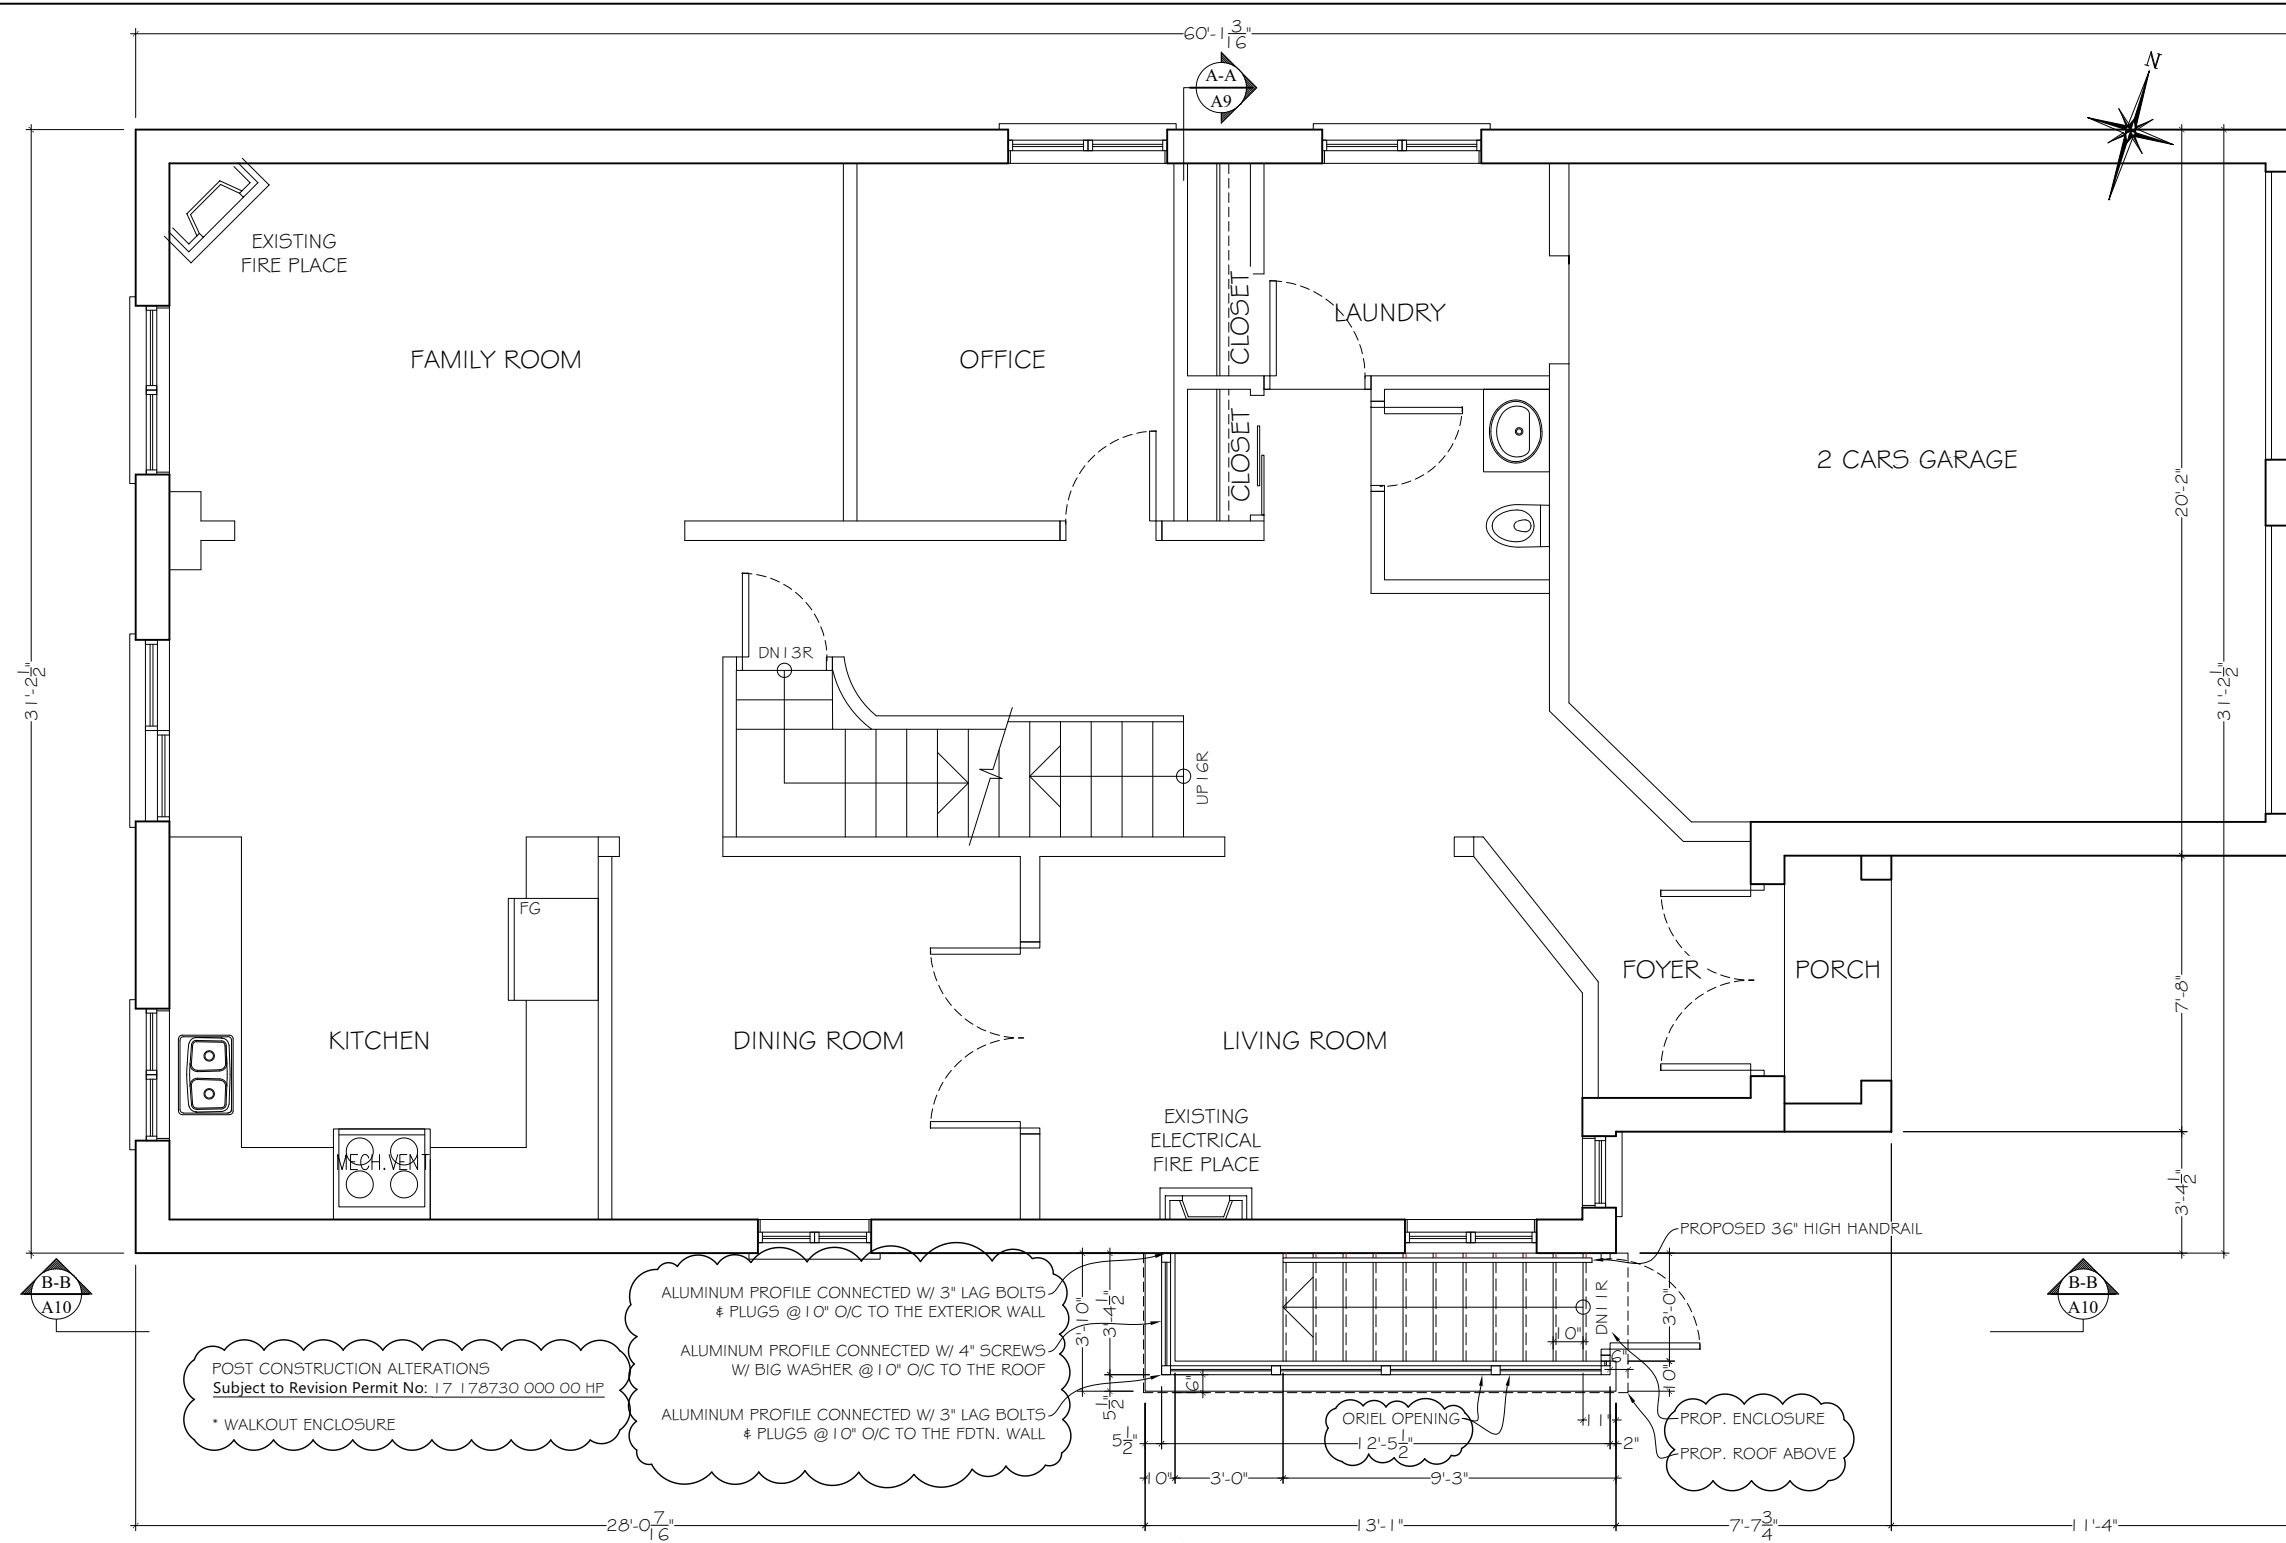 60'-1 3/16"
A-A
A9
N
EXISTING
FIRE PLACE
FAMILY ROOM
OFFICE
CLOSET
LAUNDRY
CLOSET
2 CARS GARAGE
20'-2"
31'-2 1/2"
31'-2 1/2"
DN13R
UP16R
FG
KITCHEN
MECH.VENT
DINING ROOM
LIVING ROOM
FOYER
PORCH
7'-8"
EXISTING
ELECTRICAL
FIRE PLACE
3'-4 1/2"
PROPOSED 36" HIGH HANDRAIL
B-B
A10
B-B
A10
ALUMINUM PROFILE CONNECTED W/ 3" LAG BOLTS
& PLUGS @10" O/C TO THE EXTERIOR WALL
ALUMINUM PROFILE CONNECTED W/ 4" SCREWS
W/ BIG WASHER @10" O/C TO THE ROOF
ALUMINUM PROFILE CONNECTED W/ 3" LAG BOLTS
& PLUGS @10" O/C TO THE FDTN. WALL
3'-10"
3'-4 1/2"
5 1/2"
6"
DN11R
10"
3'-0"
6"
10"
POST CONSTRUCTION ALTERATIONS
Subject to Revision Permit No: 17 178730 000 00 HP
* WALKOUT ENCLOSURE
ORIEL OPENING
11"
PROP. ENCLOSURE
PROP. ROOF ABOVE
5 1/2"
12'-5 1/2"
2"
10"
3'-0"
9'-3"
28'-0 7/16"
13'-1"
7'-7 3/4"
11'-4"